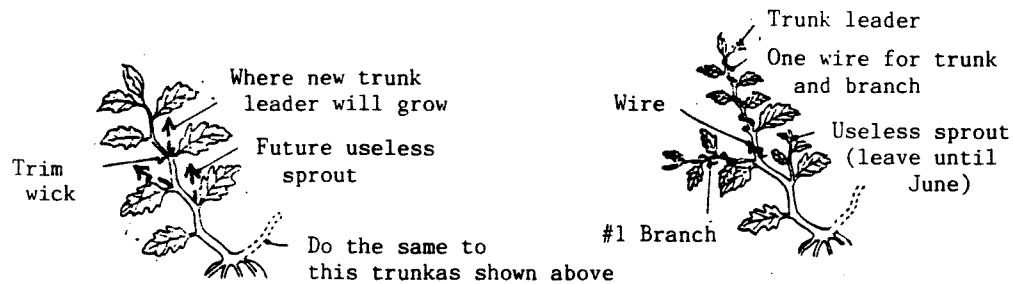 Where new trunk
leader will grow
Future useless
sprout
Trim
wick
Do the same to
this trunkas shown above
Trunk leader
One wire for trunk
and branch
Wire
Useless sprout
(leave until
June)
#1 Branch